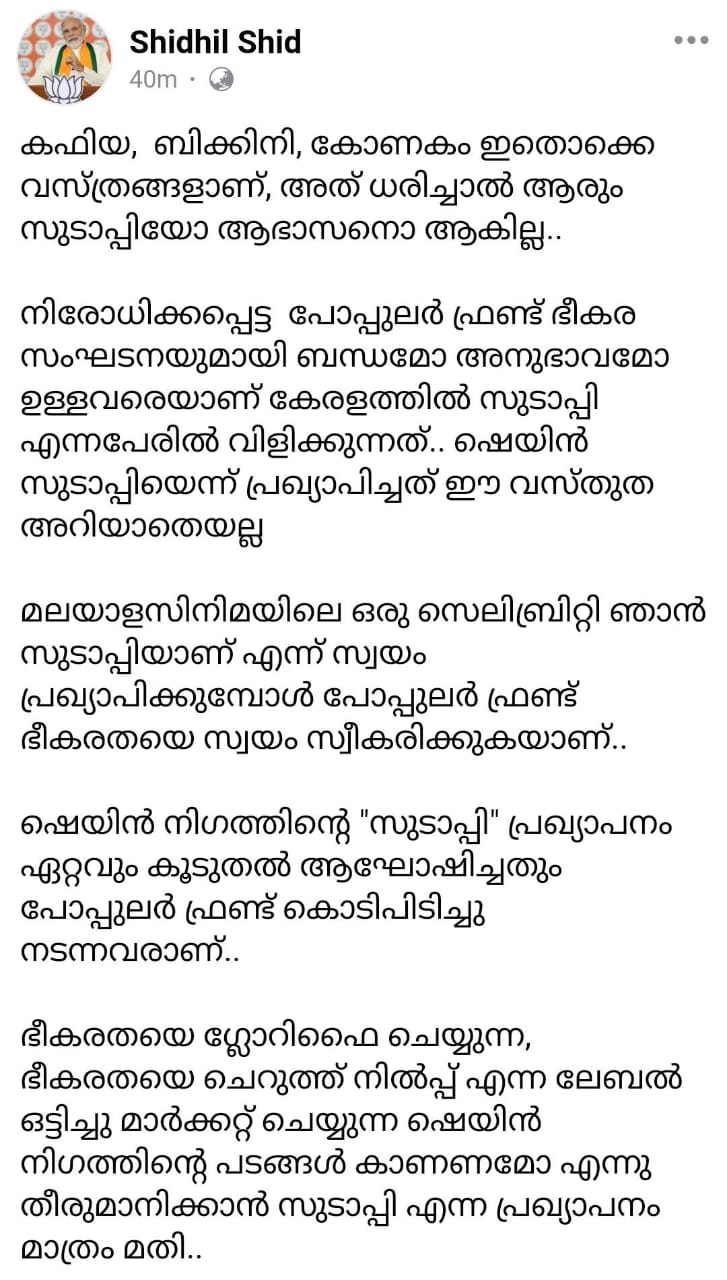 Shidhil Shid
40m ·
കഫിയ,  ബിക്കിനി, കോണകം ഇതൊക്കെ
വസ്ത്രങ്ങളാണ്, അത് ധരിച്ചാൽ ആരും
സുടാപ്പിയോ ആഭാസനൊ ആകില്ല..
നിരോധിക്കപ്പെട്ട  പോപ്പുലർ ഫ്രണ്ട് ഭീകര
സംഘടനയുമായി ബന്ധമോ അനുഭാവമോ
ഉള്ളവരെയാണ് കേരളത്തിൽ സുടാപ്പി
എന്നപേരിൽ വിളിക്കുന്നത്.. ഷെയിൻ
സുടാപ്പിയെന്ന് പ്രഖ്യാപിച്ചത് ഈ വസ്തുത
അറിയാതെയല്ല
മലയാളസിനിമയിലെ ഒരു സെലിബ്രിറ്റി ഞാൻ
സുടാപ്പിയാണ് എന്ന് സ്വയം
പ്രഖ്യാപിക്കുമ്പോൾ പോപ്പുലർ ഫ്രണ്ട്
ഭീകരതയെ സ്വയം സ്വീകരിക്കുകയാണ്..
ഷെയിൻ നിഗത്തിന്റെ "സുടാപ്പി" പ്രഖ്യാപനം
ഏറ്റവും കൂടുതൽ ആഘോഷിച്ചതും
പോപ്പുലർ ഫ്രണ്ട് കൊടിപിടിച്ചു
നടന്നവരാണ്..
ഭീകരതയെ ഗ്ലോറിഫൈ ചെയ്യുന്ന,
ഭീകരതയെ ചെറുത്ത് നിൽപ്പ് എന്ന ലേബൽ
ഒട്ടിച്ചു മാർക്കറ്റ് ചെയ്യുന്ന ഷെയിൻ
നിഗത്തിന്റെ പടങ്ങൾ കാണണമോ എന്നു
തീരുമാനിക്കാൻ സുടാപ്പി എന്ന പ്രഖ്യാപനം
മാത്രം മതി..